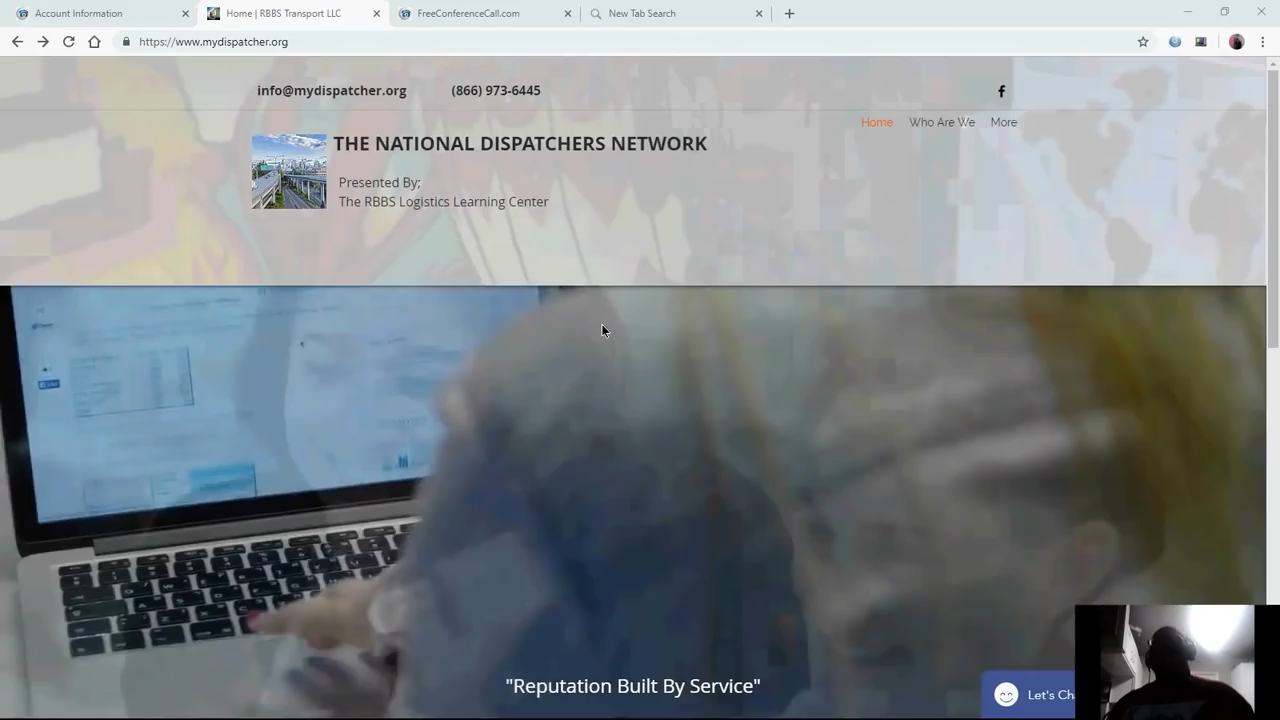 Account Information
Home | RBBS Transport LLC
FreeConferenceCall.com
New Tab Search
https://www.mydispatcher.org
info@mydispatcher.org
(866) 973-6445
Home
Who Are We
More
THE NATIONAL DISPATCHERS NETWORK
Presented By;
The RBBS Logistics Learning Center
"Reputation Built By Service"
Let's